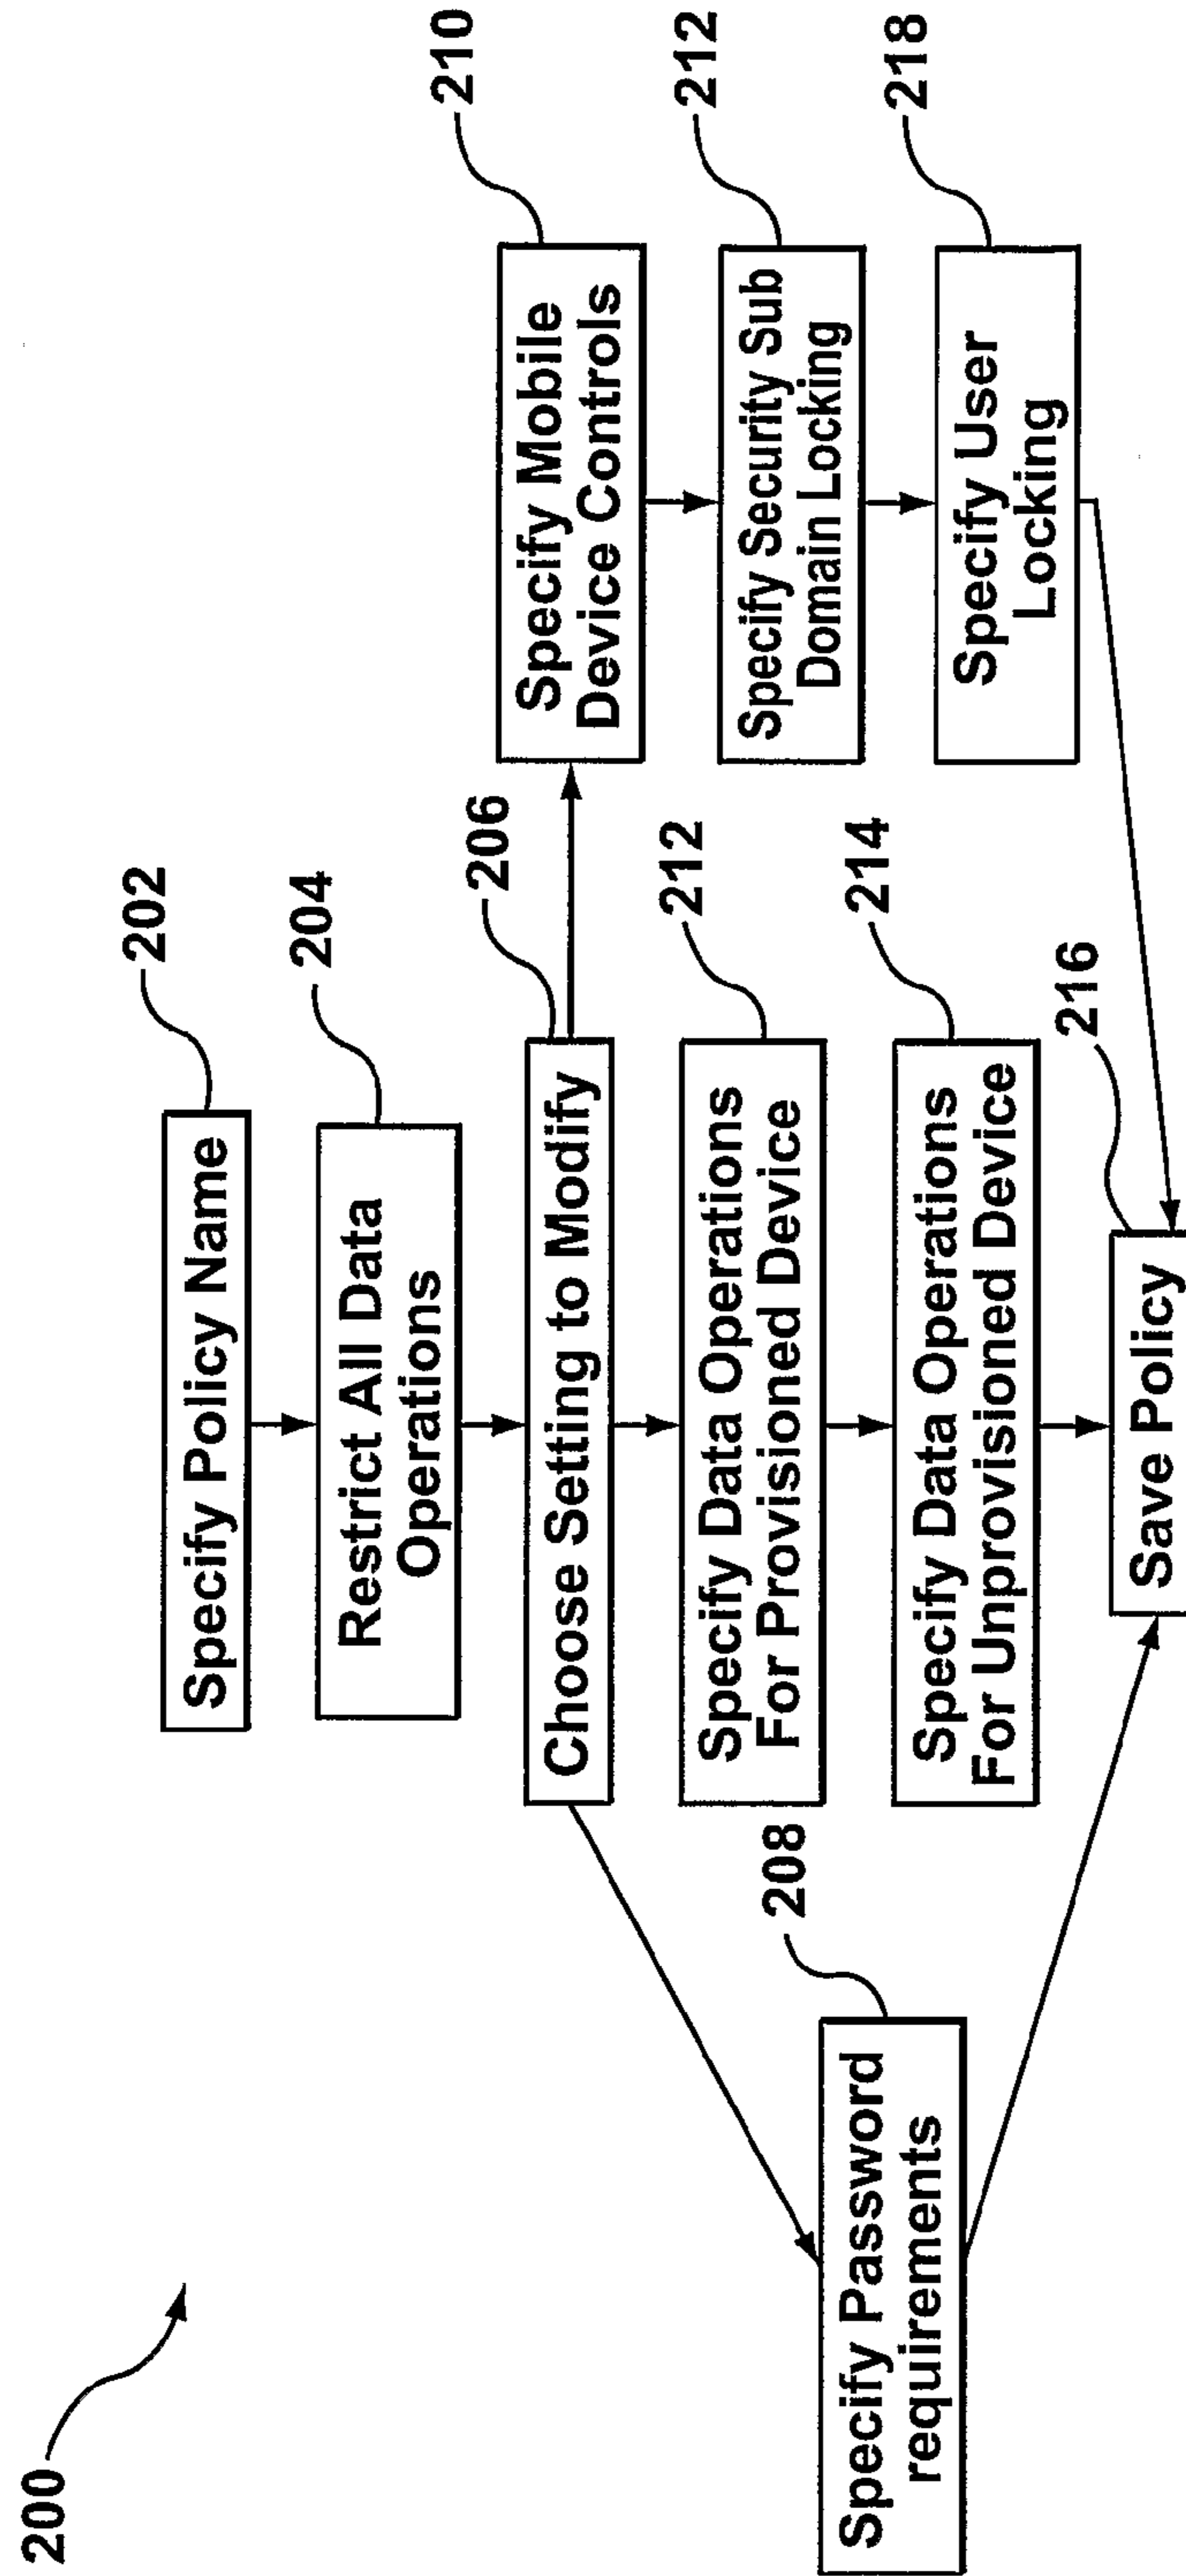 200
Specify Policy Name
202
Restrict All Data
Operations
204
Choose Setting to Modify
206
Specify Mobile
Device Controls
210
Specify Data Operations
For Provisioned Device
212
Specify Security Sub
Domain Locking
212
Specify Password
requirements
208
Specify Data Operations
For Unprovisioned Device
214
Specify User
Locking
218
Save Policy
216